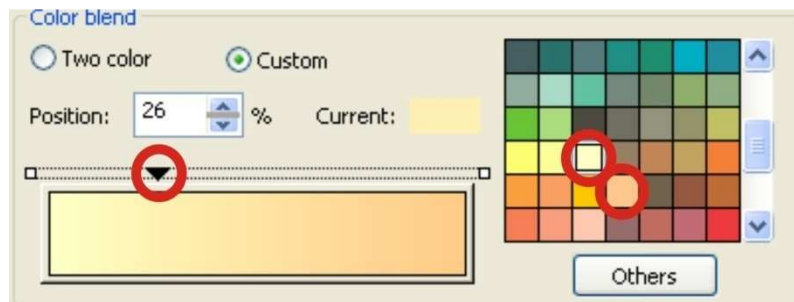 Color blend
Two color
Custom
Position: 26 % Current:
Others